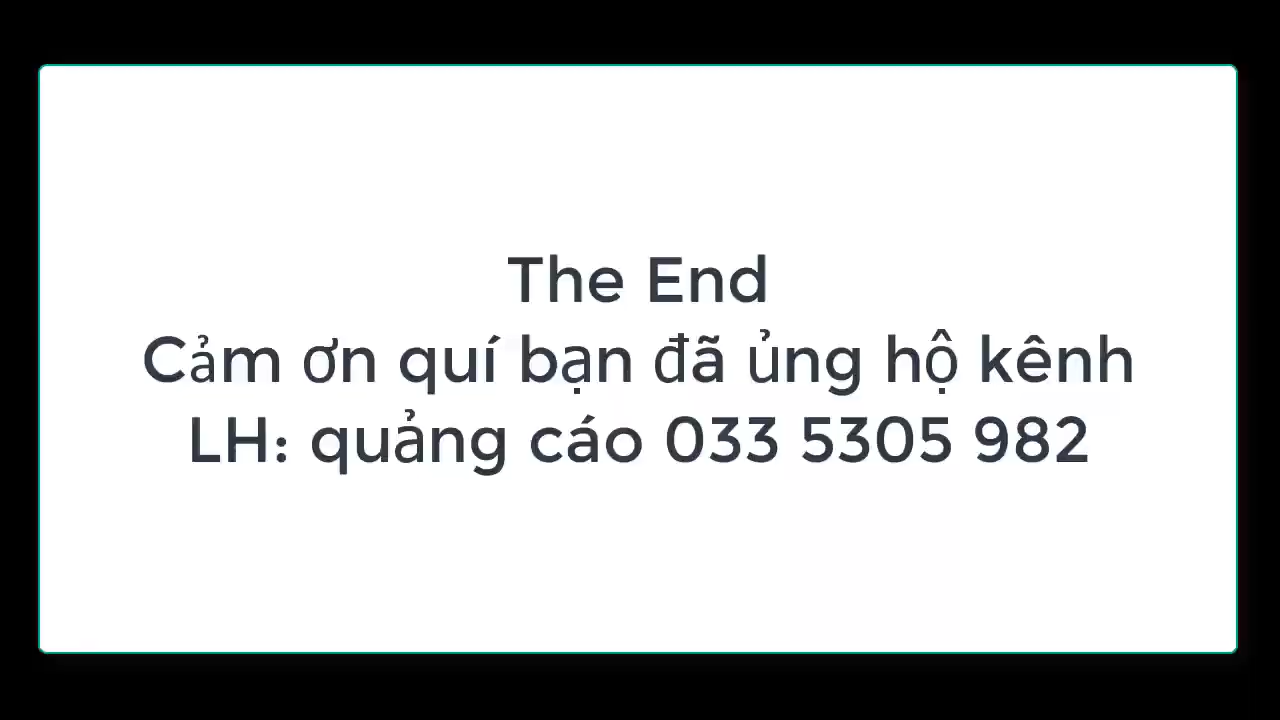 The End
Cảm ơn quí bạn đã ủng hộ kênh
LH: quảng cáo 033 5305 982